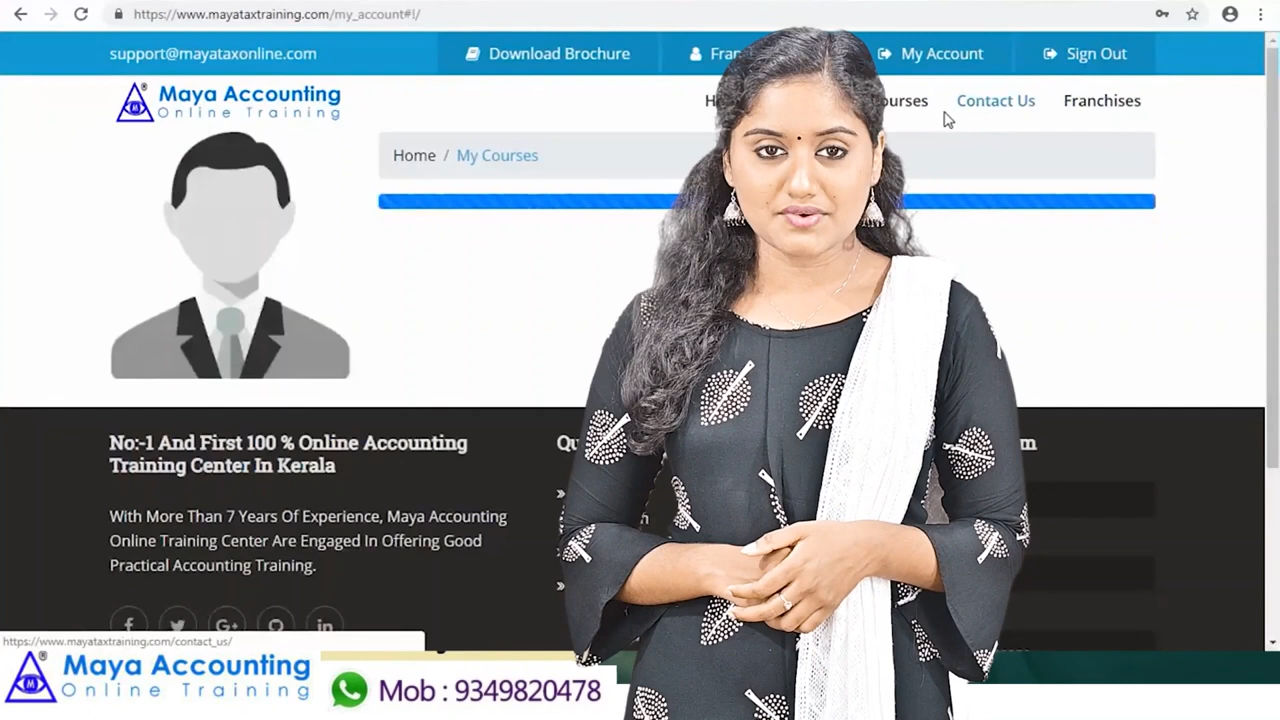 https://www.mayataxtraining.com/my_account#!/
support@mayataxonline.com
Download Brochure
My Account
Sign Out
Maya Accounting
Online Training
Contact Us
Franchises
Home / My Courses
No:-1 And First 100 % Online Accounting
Training Center In Kerala
With More Than 7 Years Of Experience, Maya Accounting
Online Training Center Are Engaged In Offering Good
Practical Accounting Training.
https://www.mayataxtraining.com/contact_us/
Maya Accounting
Online Training
Mob : 9349820478